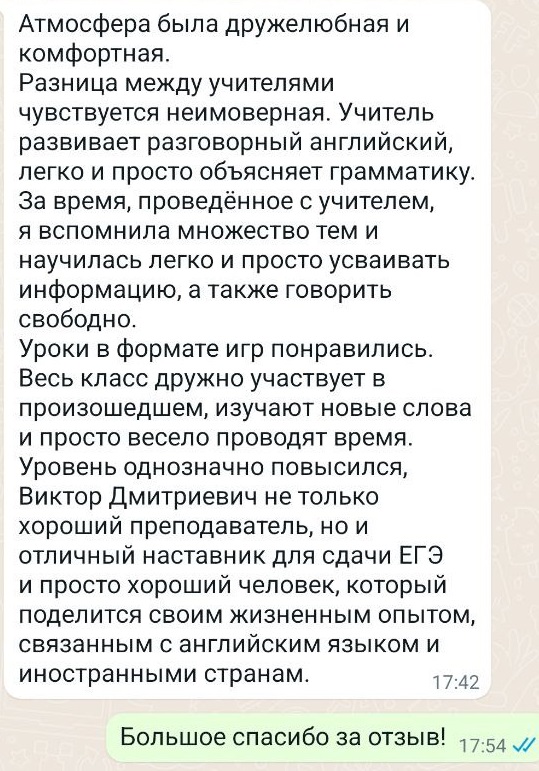 Атмосфера была дружелюбная и
комфортная.
Разница между учителями
чувствуется неимоверная. Учитель
развивает разговорный английский,
легко и просто объясняет грамматику.
За время, проведённое с учителем,
я вспомнила множество тем и
научилась легко и просто усваивать
информацию, а также говорить
свободно.
Уроки в формате игр понравились.
Весь класс дружно участвует в
произошедшем, изучают новые слова
и просто весело проводят время.
Уровень однозначно повысился,
Виктор Дмитриевич не только
хороший преподаватель, но и
отличный наставник для сдачи ЕГЭ
и просто хороший человек, который
поделится своим жизненным опытом,
связанным с английским языком и
иностранными странам.
17:42
Большое спасибо за отзыв!
17:54